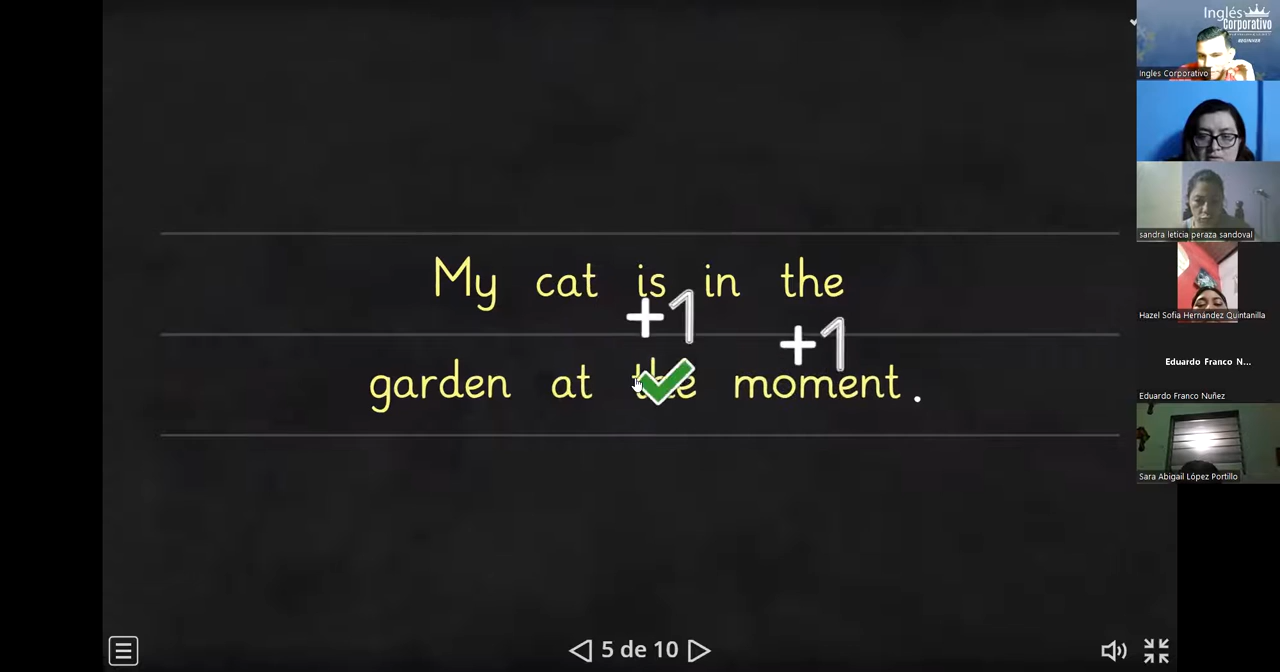 My cat is in the
+1
+1
garden at the moment.
5 de 10
Inglés
Corporativo
BEGINNER
Ingles Corporativo
sandra leticia peraza sandoval
Hazel Sofia Hernández Quintanilla
Eduardo Franco N...
Eduardo Franco Nuñez
Sara Abigail López Portillo